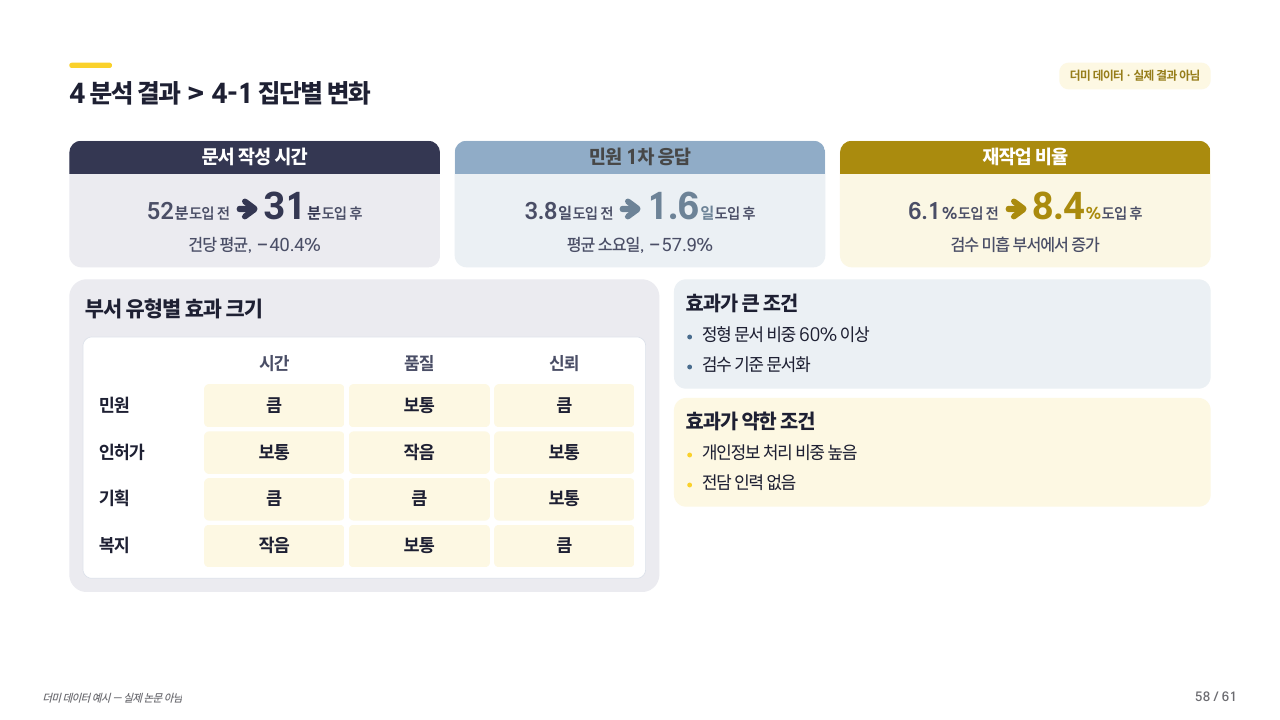 4 분석 결과 > 4-1 집단별 변화
더미 데이터 · 실제 결과 아님
문서 작성 시간
52분도입 전 ➔ 31분도입 후
건당 평균, −40.4%
민원 1차 응답
3.8일도입 전 ➔ 1.6일도입 후
평균 소요일, −57.9%
재작업 비율
6.1%도입 전 ➔ 8.4%도입 후
검수 미흡 부서에서 증가
부서 유형별 효과 크기
시간 품질 신뢰
민원 큼 보통 큼
인허가 보통 작음 보통
기획 큼 큼 보통
복지 작음 보통 큼
효과가 큰 조건
• 정형 문서 비중 60% 이상
• 검수 기준 문서화
효과가 약한 조건
• 개인정보 처리 비중 높음
• 전담 인력 없음
더미 데이터 예시 — 실제 논문 아님
58 / 61